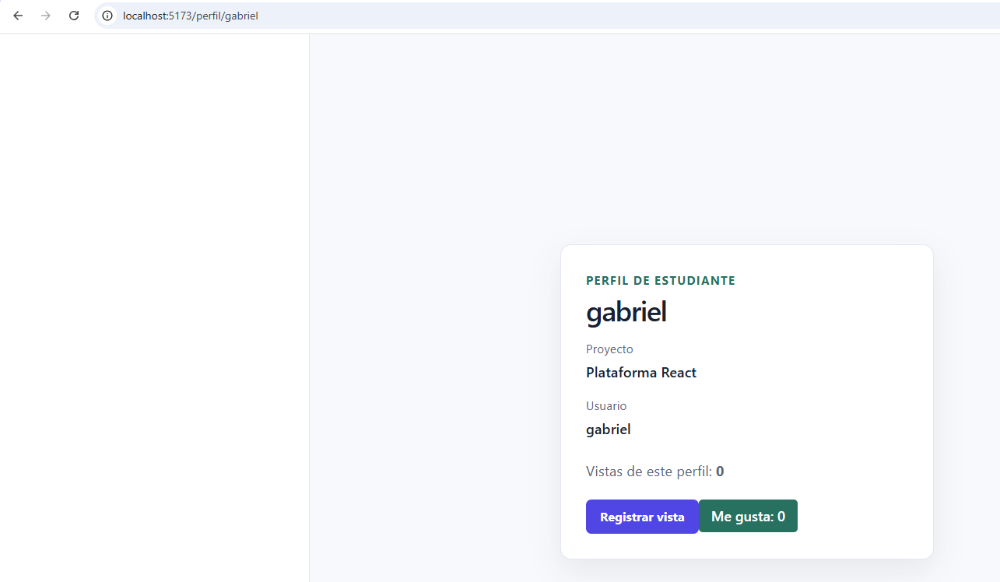 localhost:5173/perfil/gabriel
PERFIL DE ESTUDIANTE
gabriel
Proyecto
Plataforma React
Usuario
gabriel
Vistas de este perfil: 0
Registrar vista Me gusta: 0